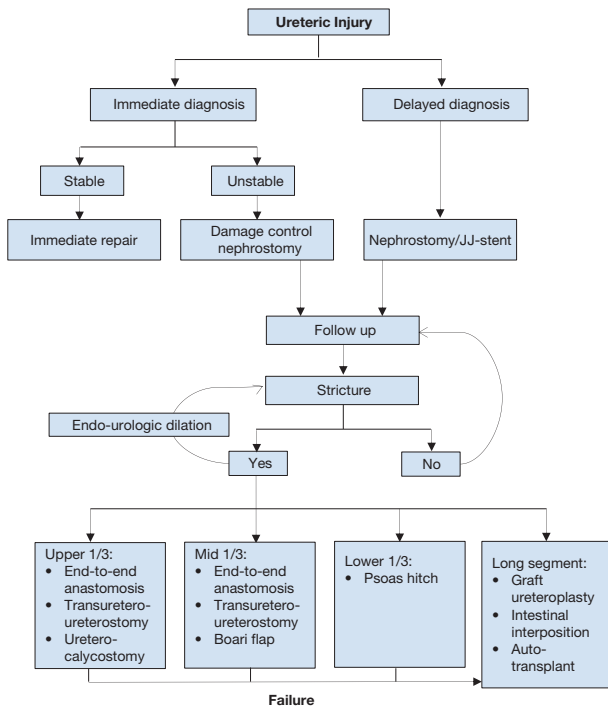 Ureteric Injury
Immediate diagnosis
Delayed diagnosis
Stable
Unstable
Immediate repair
Damage control
nephrostomy
Nephrostomy/JJ-stent
Follow up
Stricture
Endo-urologic dilation
Yes
No
Upper 1/3:
• End-to-end
anastomosis
• Transuretero-
ureterostomy
• Uretero-
calycostomy
Mid 1/3:
• End-to-end
anastomosis
• Transuretero-
ureterostomy
• Boari flap
Lower 1/3:
• Psoas hitch
Long segment:
• Graft
ureteroplasty
• Intestinal
interposition
• Auto-
transplant
Failure